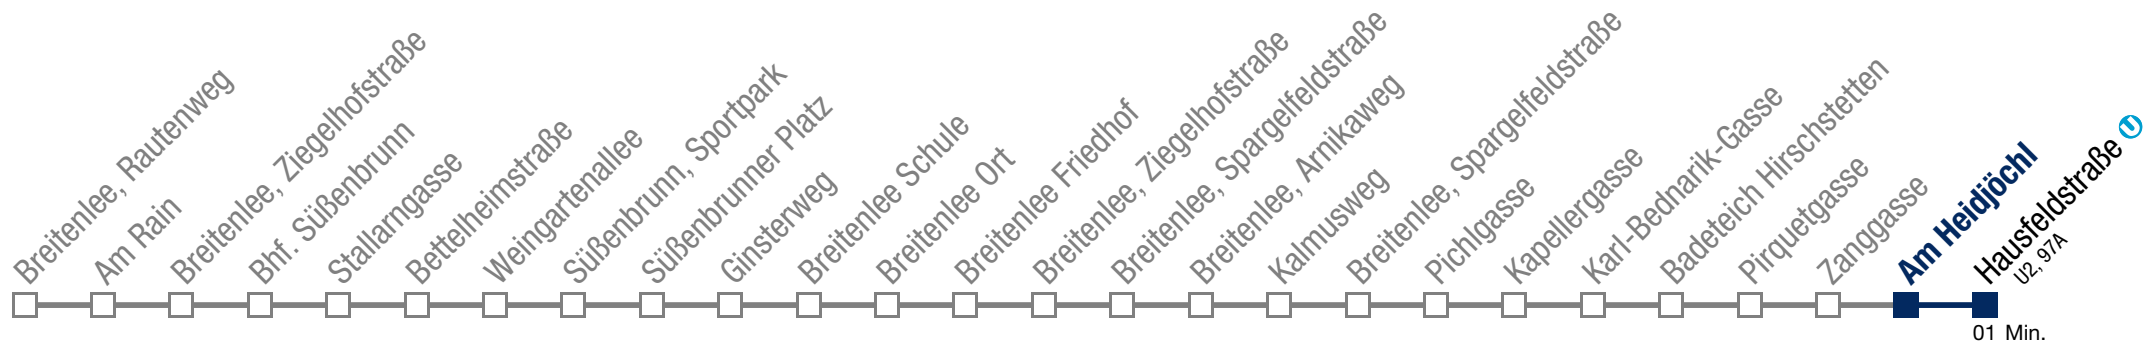 Breitenlee, Rautenweg
Am Rain
Breitenlee, Ziegelhofstraße
Bhf. Süßenbrunn
Stallarngasse
Bettelheimstraße
Weingartenallee
Süßenbrunn, Sportpark
Süßenbrunner Platz
Ginsterweg
Breitenlee Schule
Breitenlee Ort
Breitenlee Friedhof
Breitenlee, Ziegelhofstraße
Breitenlee, Spargelfeldstraße
Breitenlee, Arnikaweg
Kalmusweg
Breitenlee, Spargelfeldstraße
Pichlgasse
Kapellergasse
Karl-Bednarik-Gasse
Badeteich Hirschstetten
Pirquetgasse
Zanggasse
Am Heidjöchl
Hausfeldstraße U
U2, 97A
01 Min.